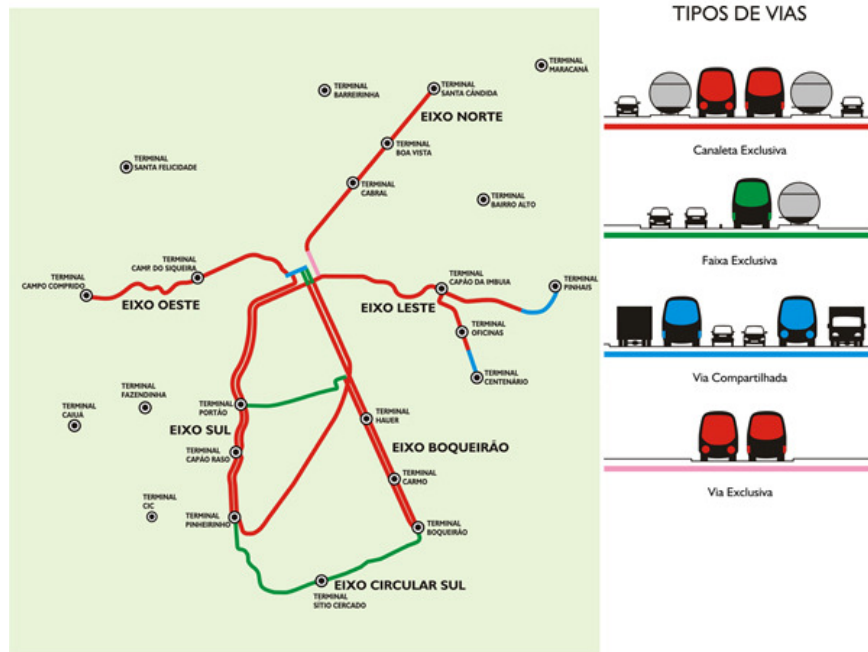 TIPOS DE VIAS
TERMINAL
MARACANÃ
TERMINAL
BARREIRINHA
TERMINAL
SANTA CÂNDIDA
EIXO NORTE
TERMINAL
BOA VISTA
TERMINAL
SANTA FELICIDADE
TERMINAL
CABRAL
TERMINAL
BAIRRO ALTO
TERMINAL
CAMP. DO SIQUEIRA
TERMINAL
CAMPO COMPRIDO
EIXO OESTE
TERMINAL
CAPÃO DA IMBUIA
TERMINAL
PINHAIS
EIXO LESTE
TERMINAL
OFICINAS
TERMINAL
CENTENÁRIO
TERMINAL
FAZENDINHA
TERMINAL
CAIUÁ
TERMINAL
PORTÃO
EIXO SUL
TERMINAL
HAUER
TERMINAL
CAPÃO RASO
EIXO BOQUEIRÃO
TERMINAL
CARMO
TERMINAL
CIC
TERMINAL
PINHEIRINHO
TERMINAL
BOQUEIRÃO
EIXO CIRCULAR SUL
TERMINAL
SÍTIO CERCADO
Canaleta Exclusiva
Faixa Exclusiva
Via Compartilhada
Via Exclusiva